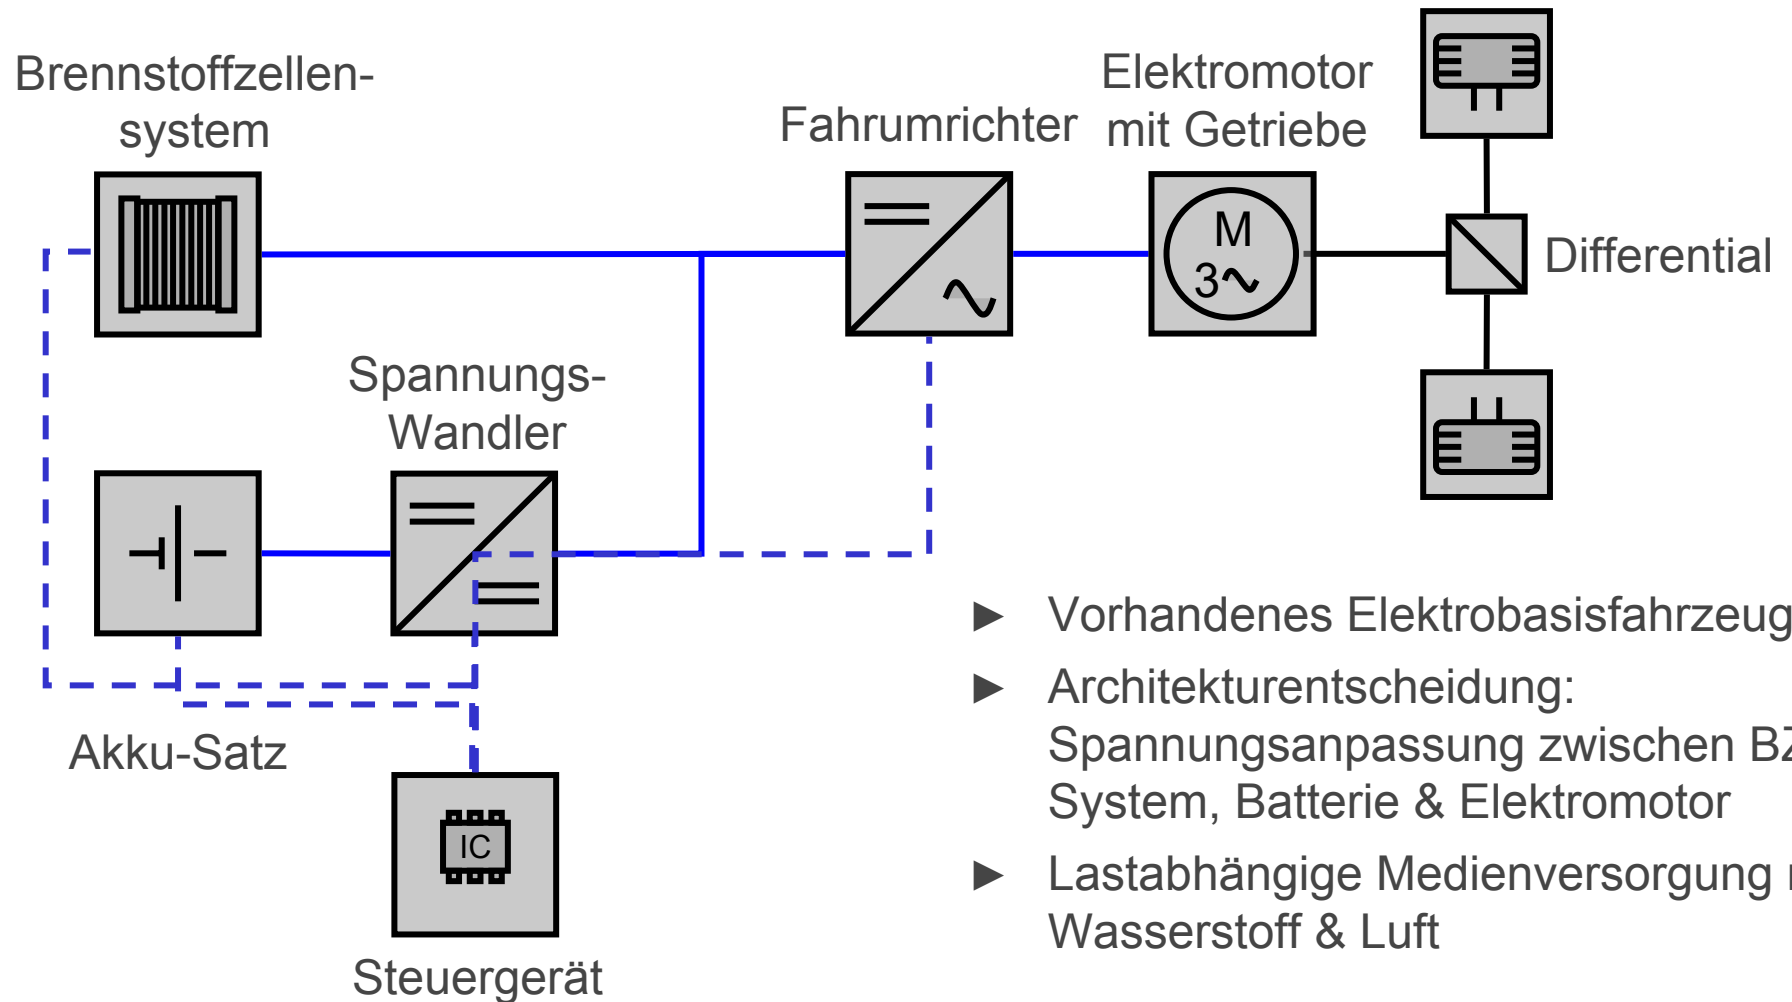 Brennstoffzellen-
system
Fahrumrichter
Elektromotor
mit Getriebe
M
3
Differential
Spannungs-
Wandler
Akku-Satz
IC
Steuergerät
► Vorhandenes Elektrobasisfahrzeug
► Architekturentscheidung:
Spannungsanpassung zwischen BZ
System, Batterie & Elektromotor
► Lastabhängige Medienversorgung
Wasserstoff & Luft